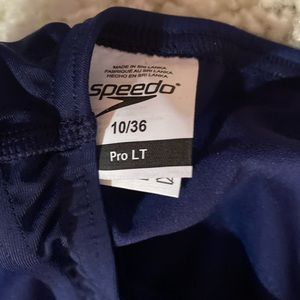 MADE IN SRI LANKA
FABRIQUÉ AU SRI LANKA
HECHO EN SRI LANKA
speedo
10/36
Pro LT